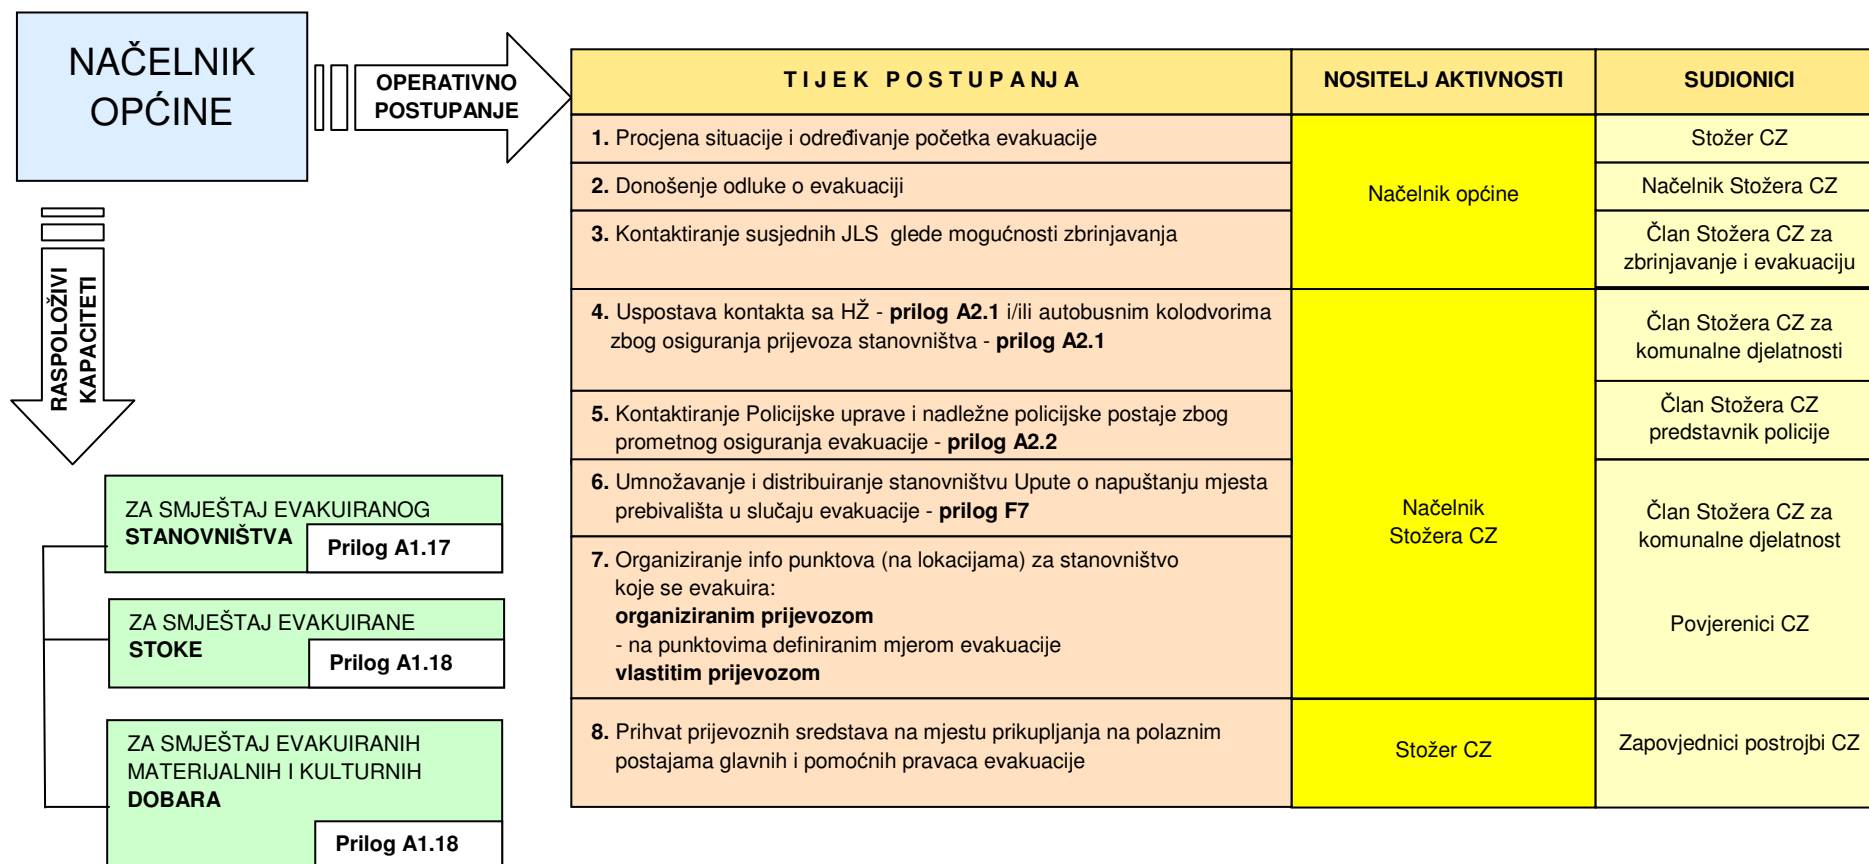 NAČELNIK
OPĆINE
OPERATIVNO
POSTUPANJE
RASPOLOŽIVI
KAPACITETI
ZA SMJEŠTAJ EVAKUIRANOG
STANOVNIŠTVA
Prilog A1.17
ZA SMJEŠTAJ EVAKUIRANE
STOKE
Prilog A1.18
ZA SMJEŠTAJ EVAKUIRANIH
MATERIJALNIH I KULTURNIH
DOBARA
Prilog A1.18
TIJEK POSTUPANJA
NOSITELJ AKTIVNOSTI
SUDIONICI
1. Procjena situacije i određivanje početka evakuacije
Načelnik općine
Stožer CZ
2. Donošenje odluke o evakuaciji
Načelnik Stožera CZ
3. Kontaktiranje susjednih JLS glede mogućnosti zbrinjavanja
Član Stožera CZ za
zbrinjavanje i evakuaciju
4. Uspostava kontakta sa HŽ - prilog A2.1 i/ili autobusnim kolodvorima
zbog osiguranja prijevoza stanovništva - prilog A2.1
Načelnik
Stožera CZ
Član Stožera CZ za
komunalne djelatnosti
5. Kontaktiranje Policijske uprave i nadležne policijske postaje zbog
prometnog osiguranja evakuacije - prilog A2.2
Član Stožera CZ
predstavnik policije
6. Umnožavanje i distribuiranje stanovništvu Upute o napuštanju mjesta
prebivališta u slučaju evakuacije - prilog F7
Član Stožera CZ za
komunalne djelatnost
7. Organiziranje info punktova (na lokacijama) za stanovništvo
koje se evakuira:
organiziranim prijevozom
- na punktovima definiranim mjerom evakuacije
vlastitim prijevozom
Povjerenici CZ
8. Prihvat prijevoznih sredstava na mjestu prikupljanja na polaznim
postajama glavnih i pomoćnih pravaca evakuacije
Stožer CZ
Zapovjednici postrojbi CZ